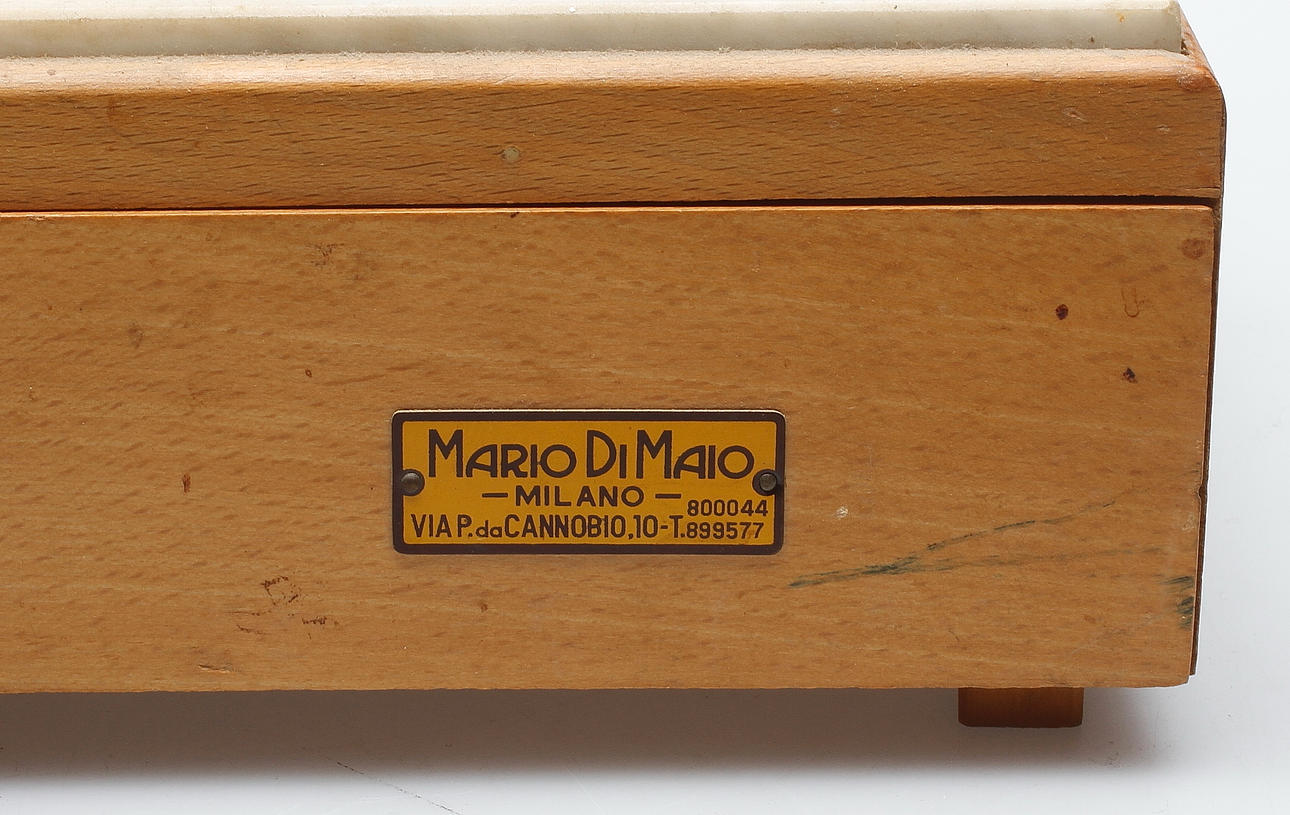 MARIO DI MAIO
— MILANO —
800044
VIA P. da CANNOBIO, 10 - T. 899577